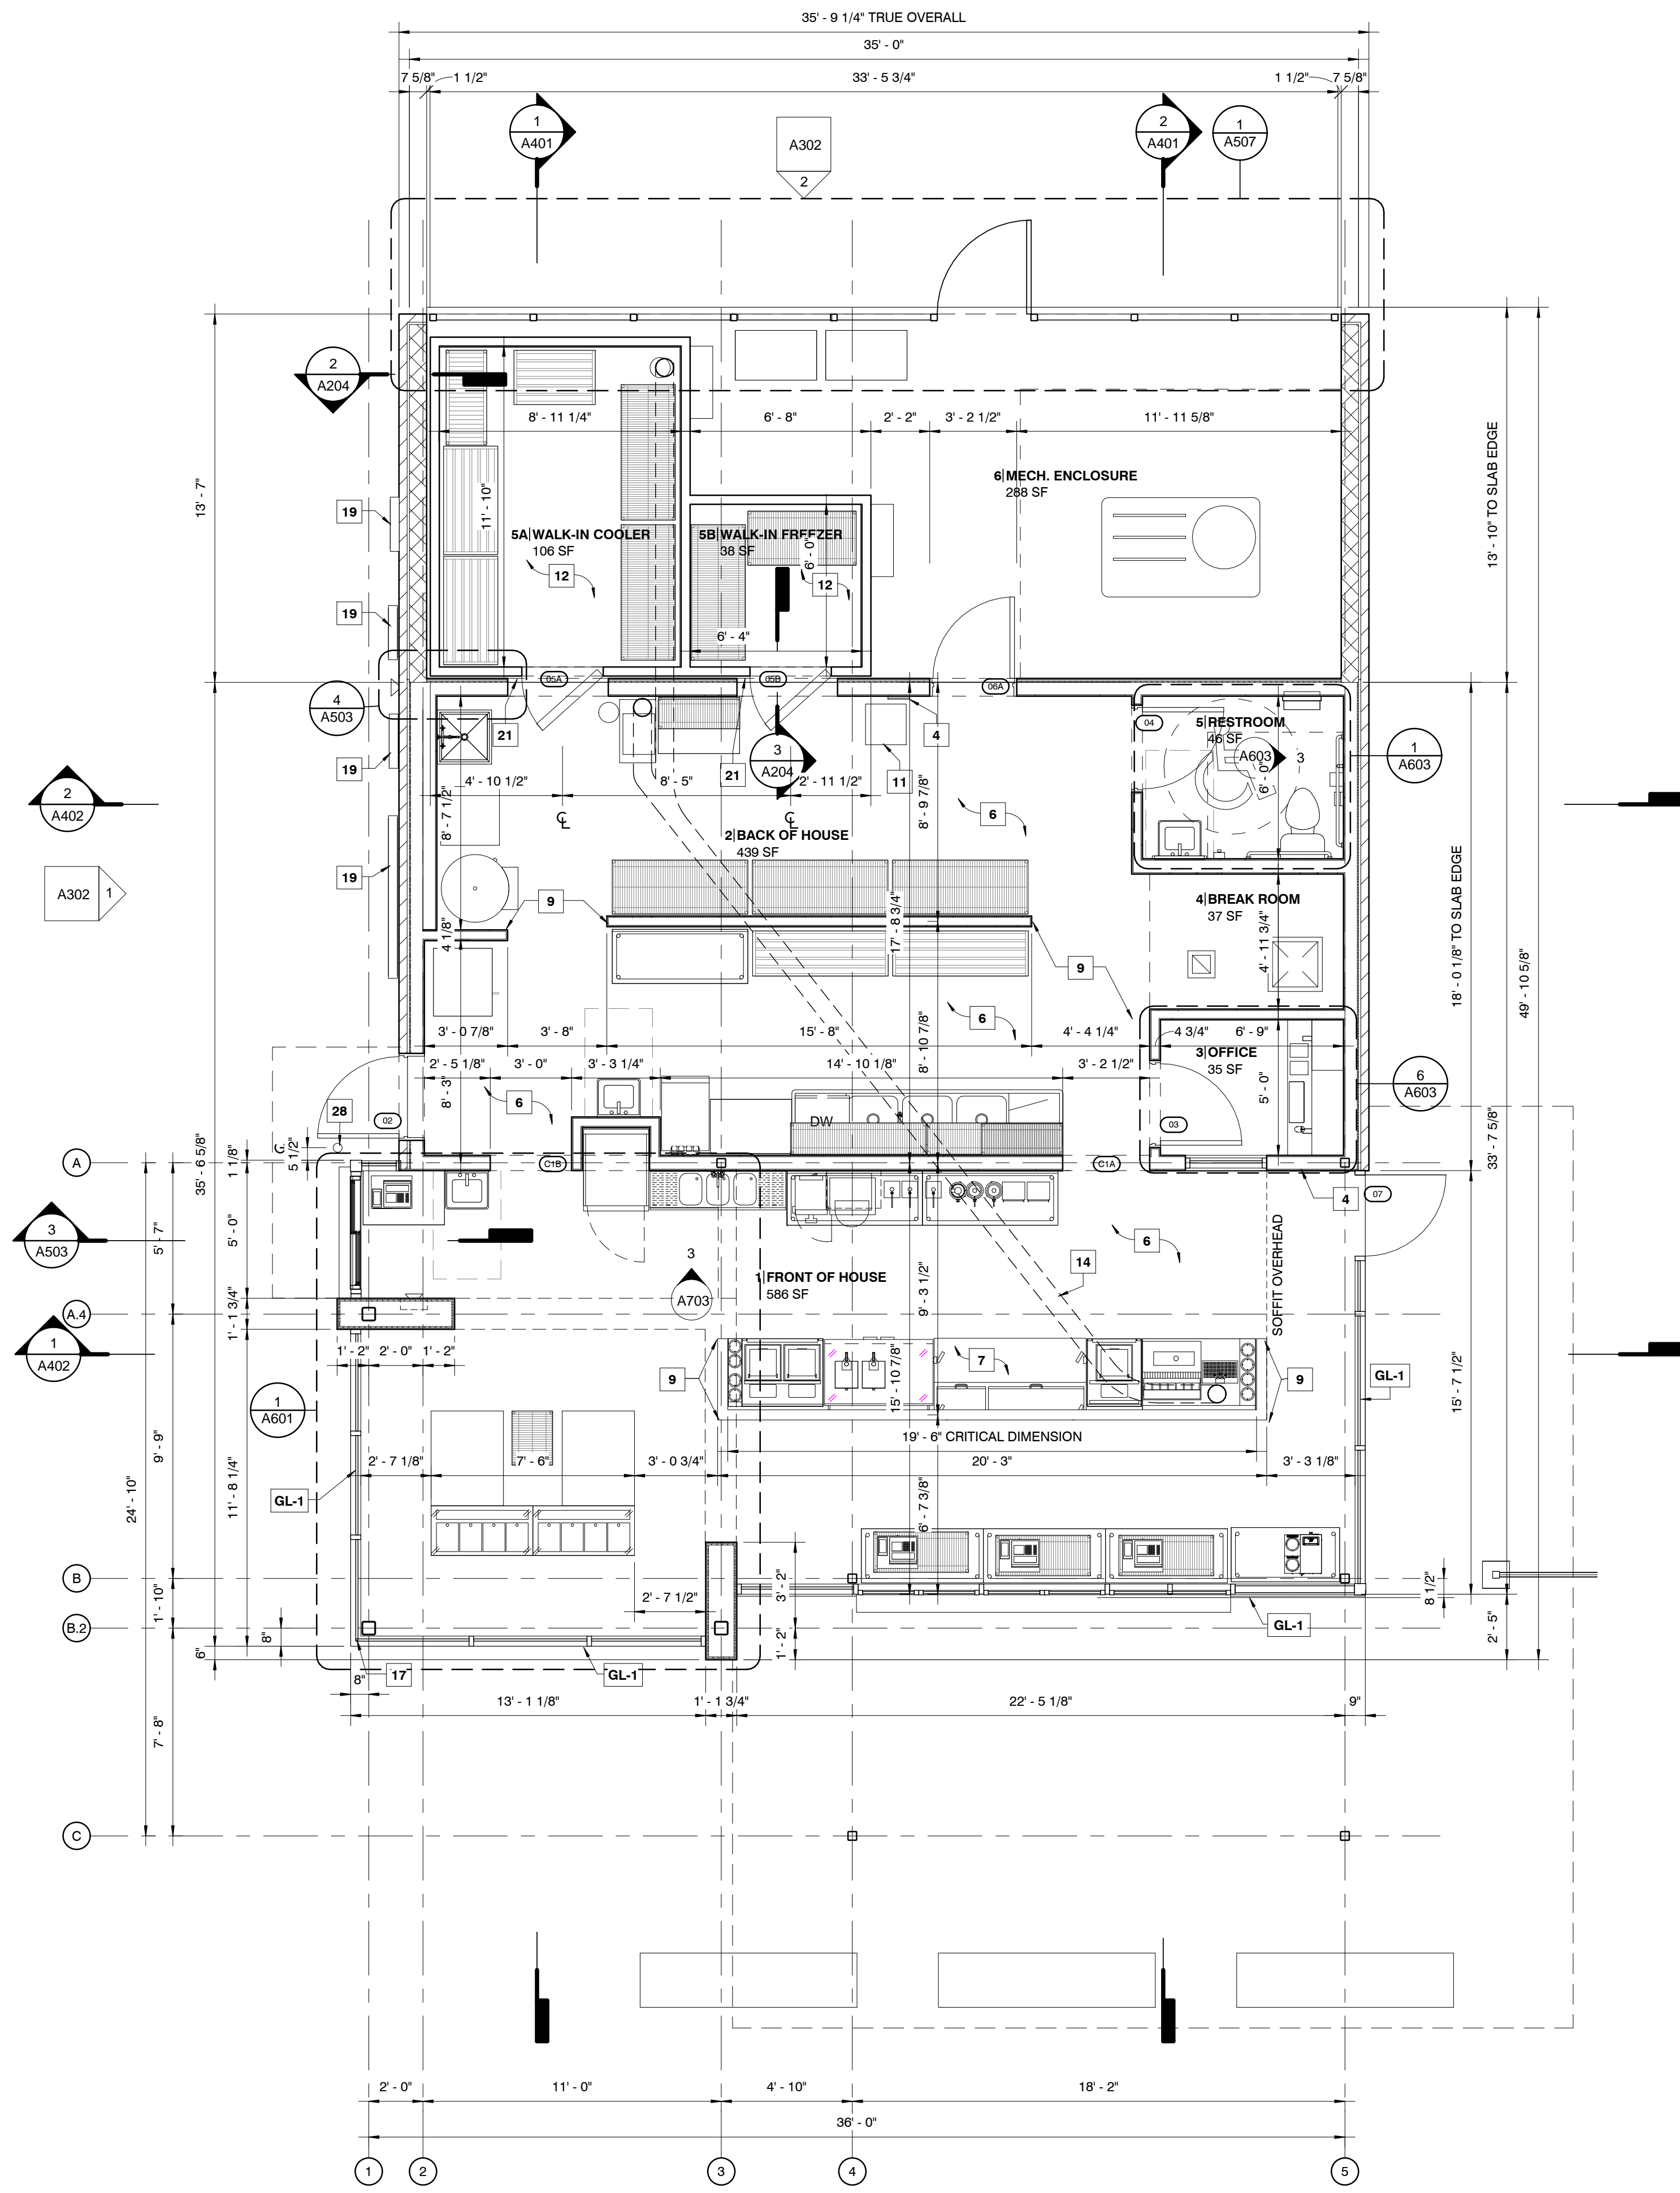 35' - 9 1/4" TRUE OVERALL
35' - 0"
7 5/8" 1 1/2" 33' - 5 3/4" 1 1/2" 7 5/8"
1
A401
A302
2
2
A401
1
A507
2
A204
8' - 11 1/4" 6' - 8" 2' - 2" 3' - 2 1/2" 11' - 11 5/8"
13' - 7"
11' - 10"
13' - 10" TO SLAB EDGE
6 MECH. ENCLOSURE
288 SF
19
5A WALK-IN COOLER
106 SF
5B WALK-IN FREEZER
38 SF
6' - 0"
12
12
19
6' - 4"
05A
05B
06A
4
A503
21
4
04
5 RESTROOM
46 SF
A603
3
6' - 0"
1
A603
19
3
A204
21
11
4' - 10 1/2" 8' - 5" 2' - 11 1/2"
2
A402
8' - 7 1/2"
8' - 9 7/8"
6
2 BACK OF HOUSE
439 SF
A302
1
19
9
4 BREAK ROOM
37 SF
4 1/8"
17' - 8 3/4"
4' - 11 3/4"
18' - 0 1/8" TO SLAB EDGE
49' - 10 5/8"
9
6
3' - 0 7/8" 3' - 8" 15' - 8" 4' - 4 1/4" 4 3/4" 6' - 9"
3 OFFICE
35 SF
2' - 5 1/8" 3' - 0" 3' - 3 1/4" 14' - 10 1/8" 3' - 2 1/2"
8' - 3"
8' - 10 7/8"
5' - 0"
6
A603
28
02
6
DW
03
5 1/2"
33' - 7 5/8"
A
35' - 6 5/8"
1 1/8"
C1B
C1A
4
07
5' - 7"
5' - 0"
3
A503
6
3
A703
1 FRONT OF HOUSE
586 SF
14
9' - 3 1/2"
SOFFIT OVERHEAD
A.4
1' - 1 3/4"
1
A402
1' - 2" 2' - 0" 1' - 2"
9
7
9
GL-1
1
A601
15' - 10 7/8"
15' - 7 1/2"
19' - 6" CRITICAL DIMENSION
9' - 9"
24' - 10"
11' - 8 1/4"
2' - 7 1/8" 7' - 6" 3' - 0 3/4" 20' - 3" 3' - 3 1/8"
GL-1
6' - 7 3/8"
B
1' - 10"
2' - 7 1/2"
3' - 2"
8 1/2"
B.2
8"
6"
1' - 2"
GL-1
2' - 5"
8"
17
GL-1
13' - 1 1/8" 1' - 1 3/4" 22' - 5 1/8" 9"
7' - 8"
C
2' - 0" 11' - 0" 4' - 10" 18' - 2"
36' - 0"
1 2 3 4 5